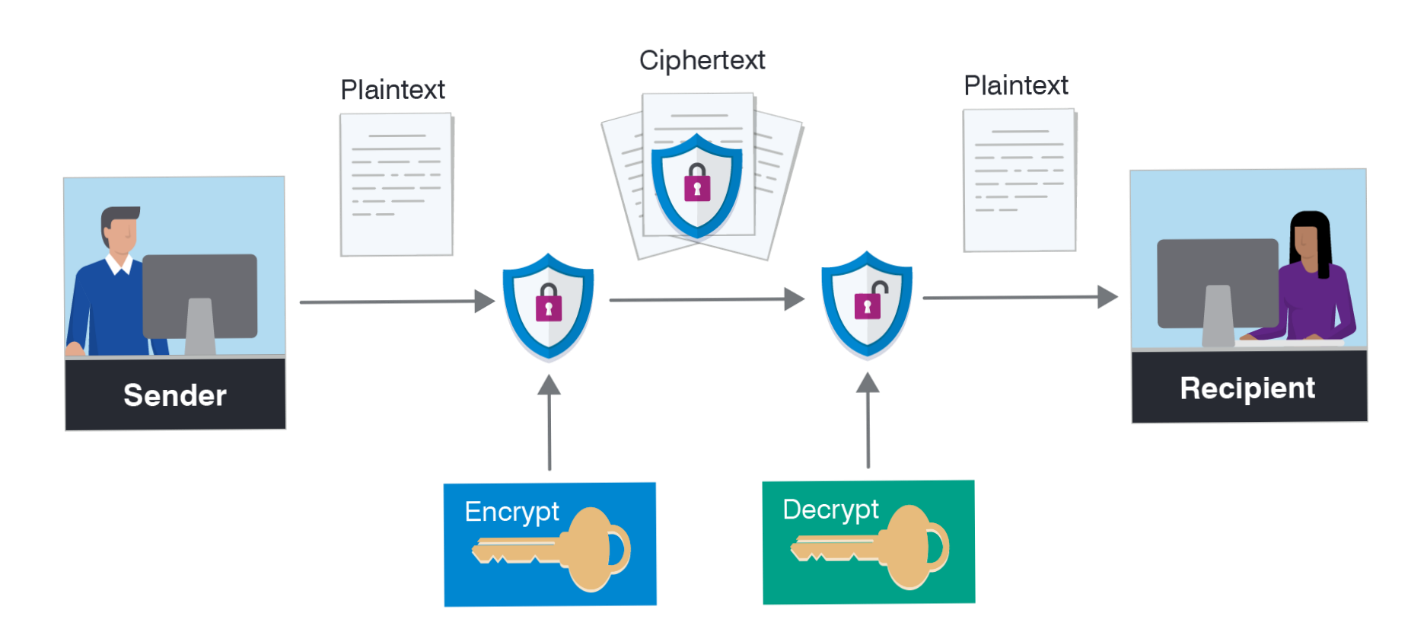 Plaintext
Ciphertext
Plaintext
Sender
Recipient
Encrypt
Decrypt